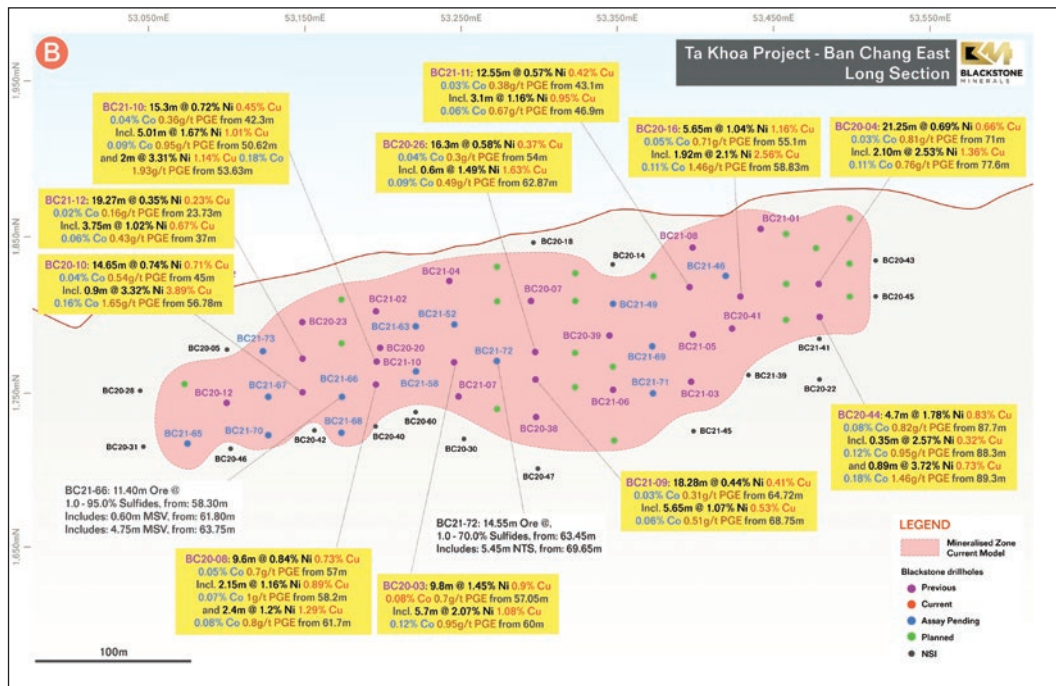 53,050mE
53,150mE
53,250mE
53,350mE
53,450mE
53,550mE
B
Ta Khoa Project - Ban Chang East
Long Section
BM
BLACKSTONE
MINERALS
1,950mN
1,850mN
1,750mN
1,650mN
BC21-11: 12.55m @ 0.57% Ni 0.42% Cu
0.03% Co 0.38g/t PGE from 43.1m
Incl. 3.1m @ 1.16% Ni 0.95% Cu
0.06% Co 0.67g/t PGE from 46.9m
BC21-10: 15.3m @ 0.72% Ni 0.45% Cu
0.04% Co 0.36g/t PGE from 42.3m
Incl. 5.01m @ 1.67% Ni 1.01% Cu
0.09% Co 0.95g/t PGE from 50.62m
and 2m @ 3.31% Ni 1.14% Cu 0.18% Co
1.93g/t PGE from 53.63m
BC20-26: 16.3m @ 0.58% Ni 0.37% Cu
0.04% Co 0.3g/t PGE from 54m
Incl. 0.6m @ 1.49% Ni 1.63% Cu
0.09% Co 0.49g/t PGE from 62.87m
BC20-16: 5.65m @ 1.04% Ni 1.16% Cu
0.05% Co 0.71g/t PGE from 55.1m
Incl. 1.92m @ 2.1% Ni 2.56% Cu
0.11% Co 1.46g/t PGE from 58.83m
BC20-04: 21.25m @ 0.69% Ni 0.66% Cu
0.03% Co 0.81g/t PGE from 71m
Incl. 2.10m @ 2.53% Ni 1.36% Cu
0.11% Co 0.76g/t PGE from 77.6m
BC21-12: 19.27m @ 0.35% Ni 0.23% Cu
0.02% Co 0.16g/t PGE from 23.73m
Incl. 3.75m @ 1.02% Ni 0.67% Cu
0.06% Co 0.43g/t PGE from 37m
BC20-10: 14.65m @ 0.74% Ni 0.71% Cu
0.04% Co 0.54g/t PGE from 45m
Incl. 0.9m @ 3.32% Ni 3.89% Cu
0.16% Co 1.65g/t PGE from 56.78m
BC20-18
BC20-14
BC21-08
BC21-01
BC20-43
BC21-04
BC21-46
BC20-07
BC20-45
BC21-02
BC21-49
BC21-52
BC20-23
BC21-63
BC20-41
BC20-39
BC21-73
BC20-05
BC20-20
BC21-72
BC21-69
BC21-05
BC21-41
BC21-10
BC21-66
BC21-67
BC21-58
BC21-07
BC21-71
BC21-39
BC20-28
BC20-12
BC21-06
BC21-03
BC20-22
BC21-68
BC20-60
BC20-38
BC21-65
BC21-70
BC20-42
BC20-40
BC20-30
BC21-45
BC20-31
BC20-46
BC20-47
BC20-44: 4.7m @ 1.78% Ni 0.83% Cu
0.08% Co 0.82g/t PGE from 87.7m
Incl. 0.35m @ 2.57% Ni 0.32% Cu
0.12% Co 0.95g/t PGE from 88.3m
and 0.89m @ 3.72% Ni 0.73% Cu
0.18% Co 1.46g/t PGE from 89.3m
BC21-66: 11.40m Ore @
1.0 - 95.0% Sulfides, from: 58.30m
Includes: 0.60m MSV, from: 61.80m
Includes: 4.75m MSV, from: 63.75m
BC21-72: 14.55m Ore @,
1.0 - 70.0% Sulfides, from: 63.45m
Includes: 5.45m NTS, from: 69.65m
BC21-09: 18.28m @ 0.44% Ni 0.41% Cu
0.03% Co 0.31g/t PGE from 64.72m
Incl. 5.65m @ 1.07% Ni 0.53% Cu
0.06% Co 0.51g/t PGE from 68.75m
BC20-08: 9.6m @ 0.84% Ni 0.73% Cu
0.05% Co 0.7g/t PGE from 57m
Incl. 2.15m @ 1.16% Ni 0.89% Cu
0.07% Co 1g/t PGE from 58.2m
and 2.4m @ 1.2% Ni 1.29% Cu
0.08% Co 0.8g/t PGE from 61.7m
BC20-03: 9.8m @ 1.45% Ni 0.9% Cu
0.08% Co 0.7g/t PGE from 57.05m
Incl. 5.7m @ 2.07% Ni 1.08% Cu
0.12% Co 0.95g/t PGE from 60m
LEGEND
Mineralised Zone
Current Model
Blackstone drillholes
Previous
Current
Assay Pending
Planned
NSI
100m